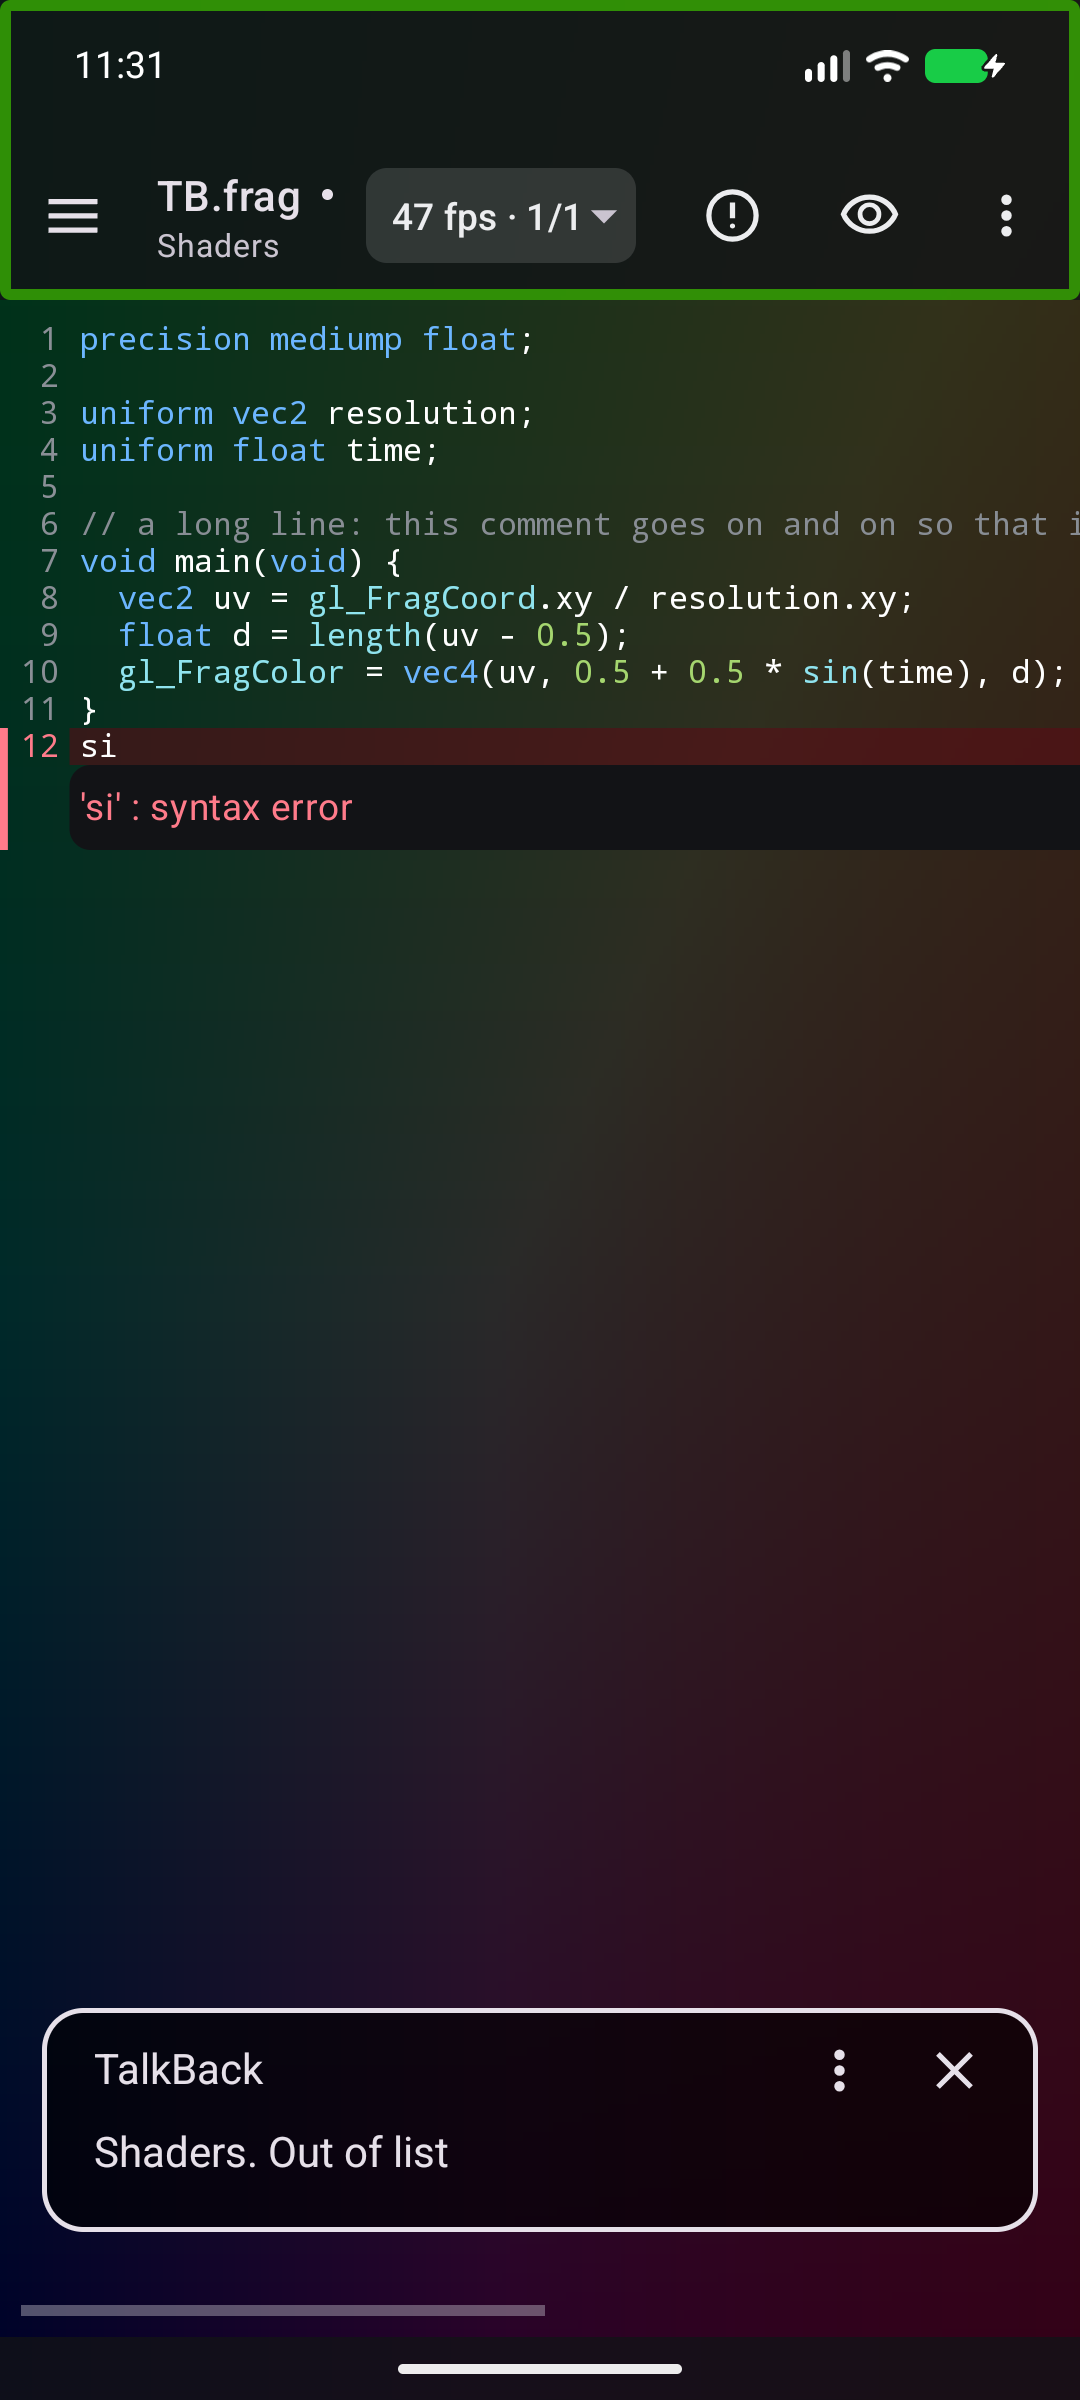 11:31
TB.frag •
Shaders
47 fps · 1/1
1 precision mediump float;
2
3 uniform vec2 resolution;
4 uniform float time;
5
6 // a long line: this comment goes on and on so that i
7 void main(void) {
8   vec2 uv = gl_FragCoord.xy / resolution.xy;
9   float d = length(uv - 0.5);
10   gl_FragColor = vec4(uv, 0.5 + 0.5 * sin(time), d);
11 }
12 si
'si' : syntax error
TalkBack
Shaders. Out of list